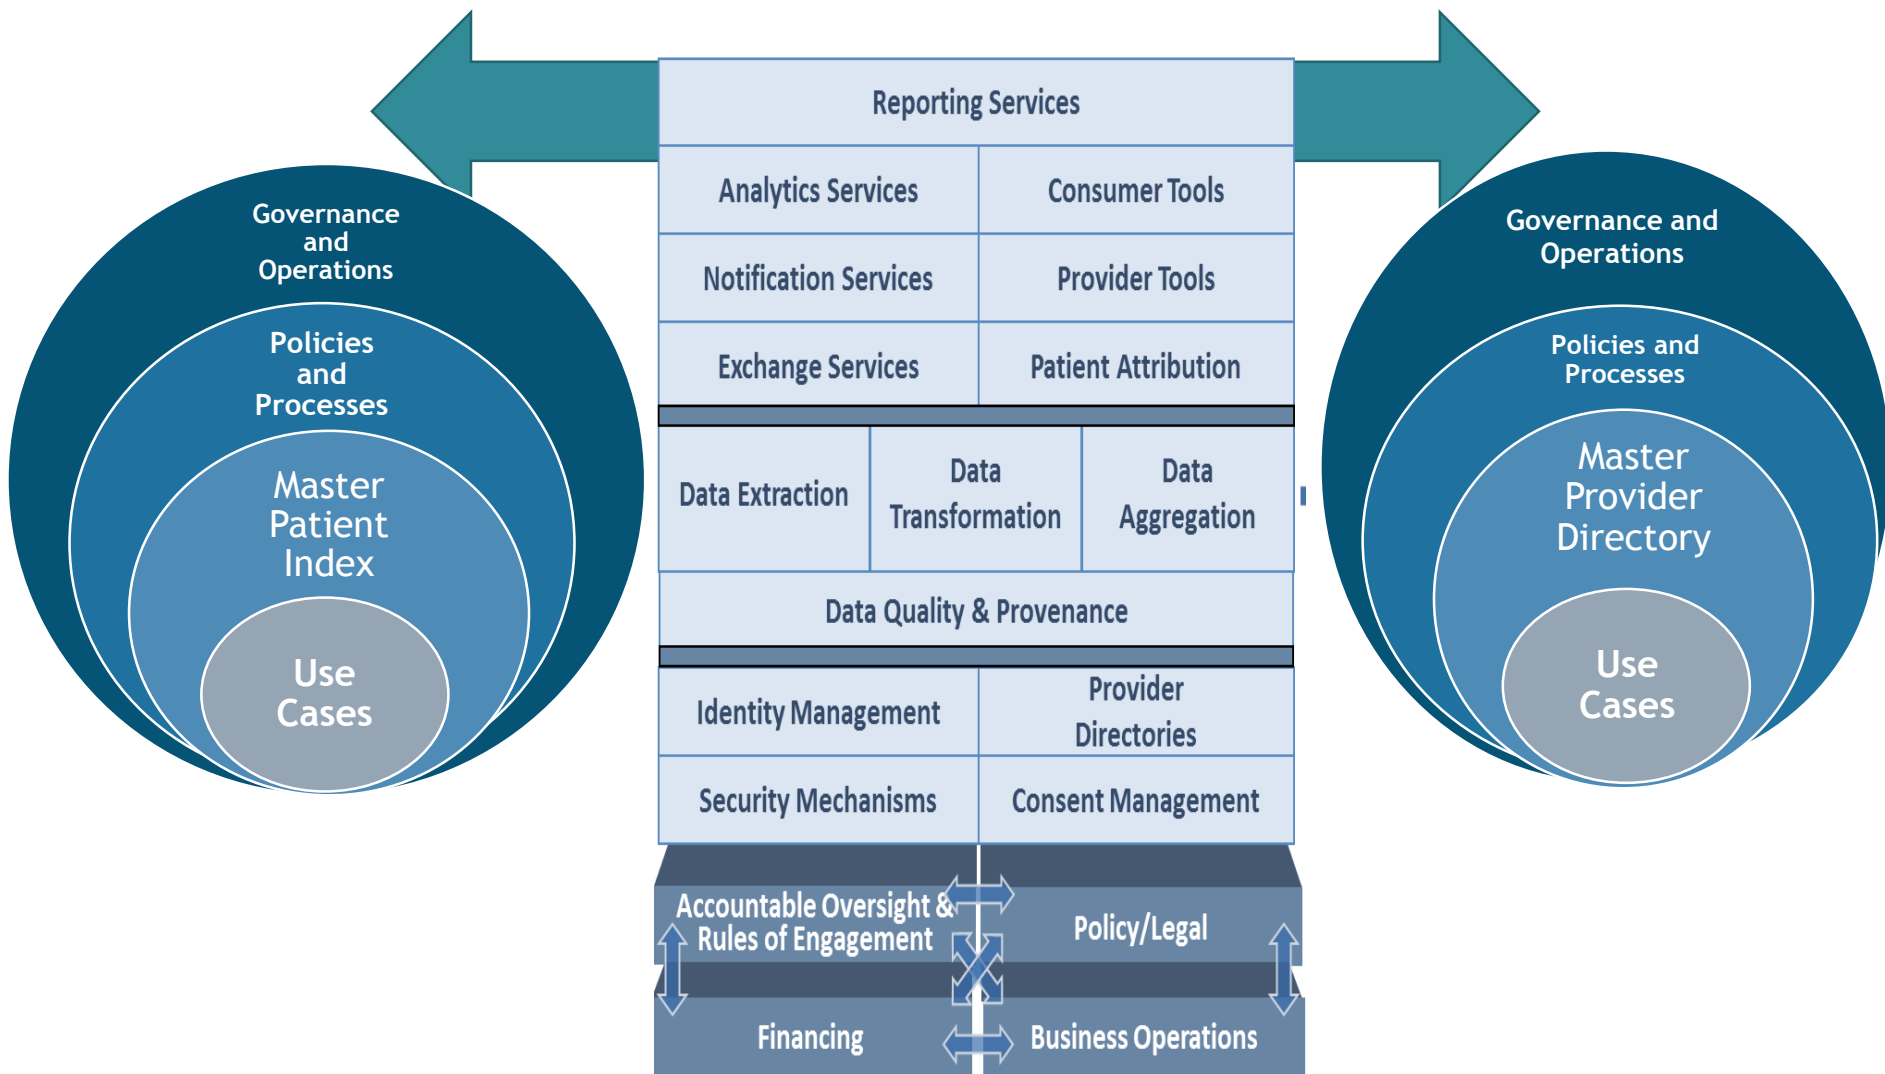 Governance
and
Operations
Policies
and
Processes
Master
Patient
Index
Use
Cases
Reporting Services
Analytics Services
Consumer Tools
Notification Services
Provider Tools
Exchange Services
Patient Attribution
Data Extraction
Data
Transformation
Data
Aggregation
Data Quality & Provenance
Identity Management
Provider
Directories
Security Mechanisms
Consent Management
Accountable Oversight &
Rules of Engagement
Policy/Legal
Financing
Business Operations
Governance and
Operations
Policies and
Processes
Master
Provider
Directory
Use
Cases